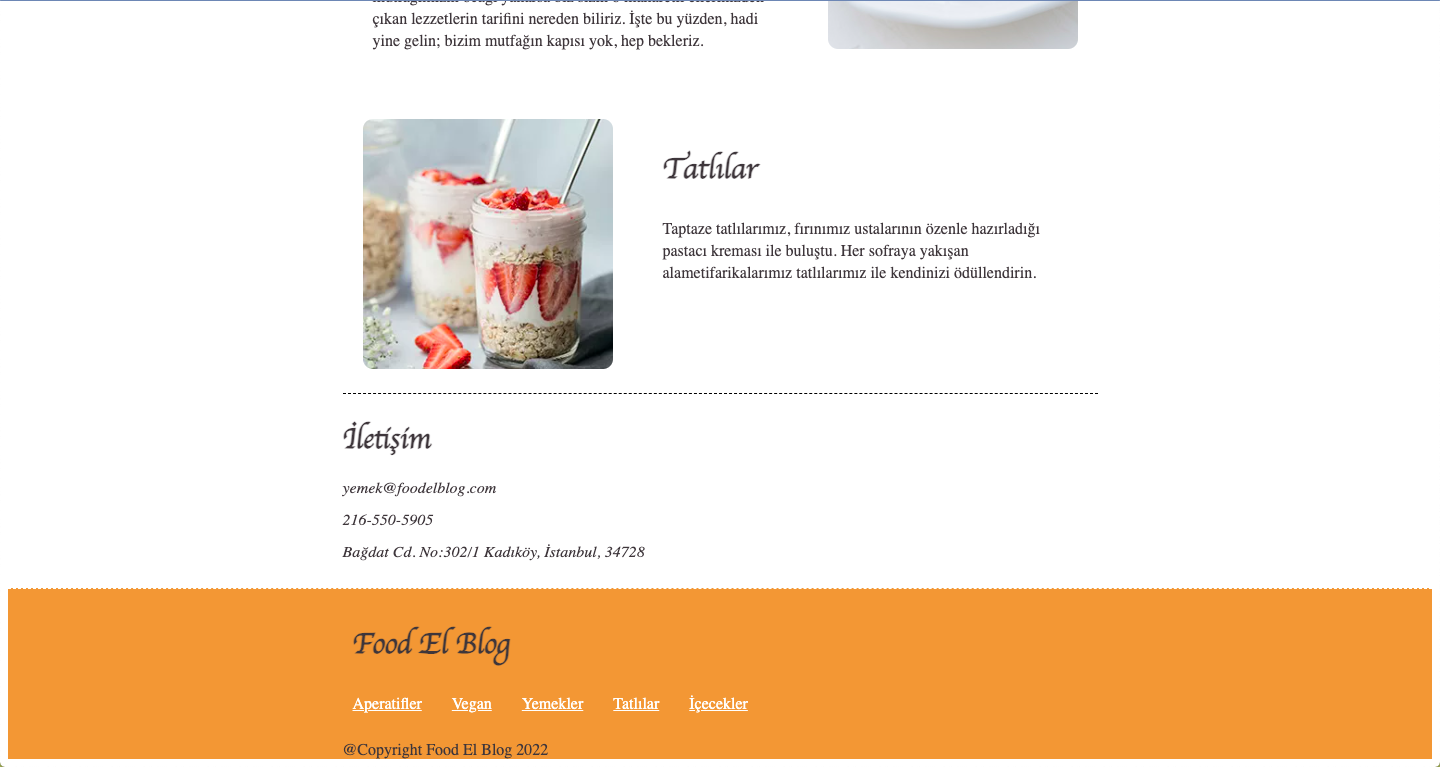 çıkan lezzetlerin tarifini nereden biliriz. İşte bu yüzden, hadi
yine gelin; bizim mutfağın kapısı yok, hep bekleriz.
Tatlılar
Taptaze tatlılarımız, fırınımız ustalarının özenle hazırladığı
pastacı kreması ile buluştu. Her sofraya yakışan
alametifarikalarımız tatlılarımız ile kendinizi ödüllendirin.
İletişim
yemek@foodelblog.com
216-550-5905
Bağdat Cd. No:302/1 Kadıköy, İstanbul, 34728
Food El Blog
Aperatifler Vegan Yemekler Tatlılar İçecekler
@Copyright Food El Blog 2022